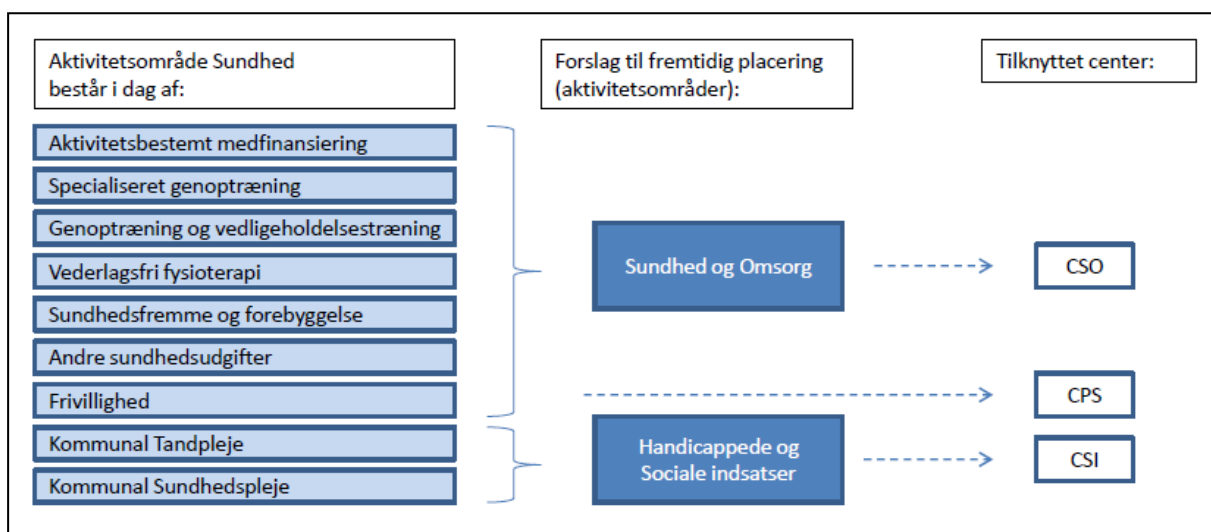 Aktivitetsområde Sundhed
består i dag af:
Forslag til fremtidig placering
(aktivitetsområder):
Tilknyttet center:
Aktivitetsbestemt medfinansiering
Specialiseret genoptræning
Genoptræning og vedligeholdelsestræning
Vederlagsfri fysioterapi
Sundhedsfremme og forebyggelse
Andre sundhedsudgifter
Frivillighed
Kommunal Tandpleje
Kommunal Sundhedspleje
Sundhed og Omsorg
Handicappede og
Sociale indsatser
CSO
CPS
CSI